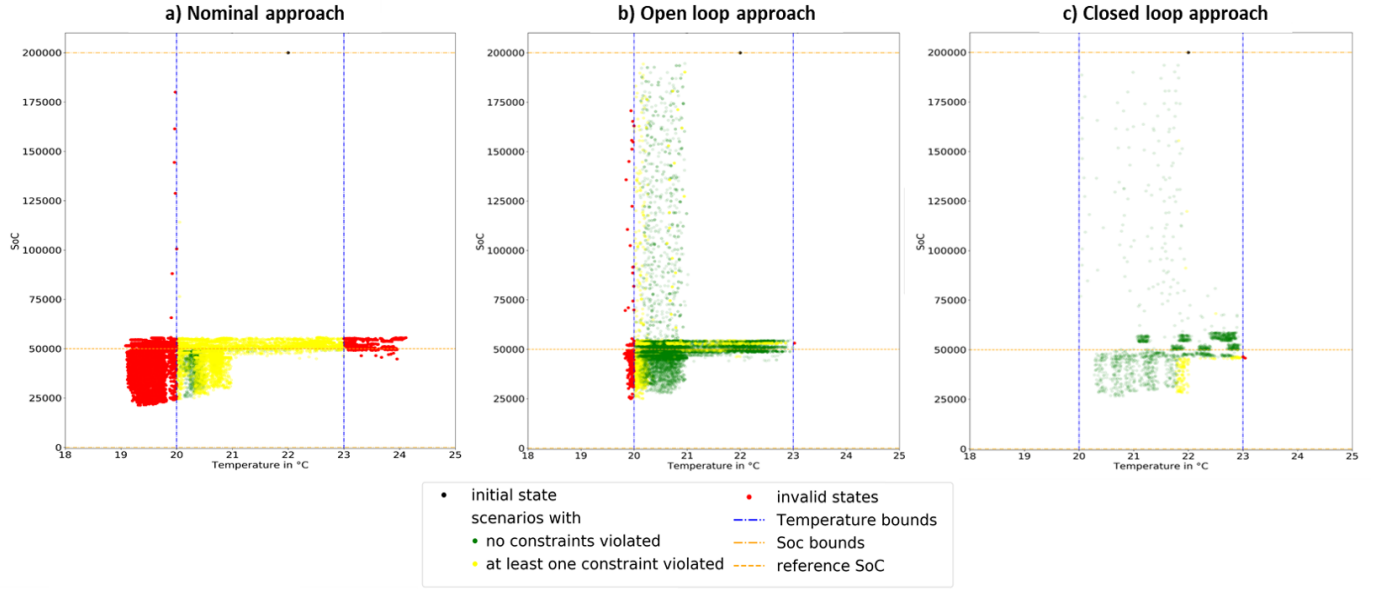 a) Nominal approach
b) Open loop approach
c) Closed loop approach
200000
175000
150000
125000
100000
75000
50000
25000
0
SoC
18 19 20 21 22 23 24 25
Temperature in °C
200000
175000
150000
125000
100000
75000
50000
25000
0
SoC
18 19 20 21 22 23 24 25
Temperature in °C
200000
175000
150000
125000
100000
75000
50000
25000
0
SoC
18 19 20 21 22 23 24 25
Temperature in °C
initial state
scenarios with
no constraints violated
at least one constraint violated
invalid states
Temperature bounds
Soc bounds
reference SoC